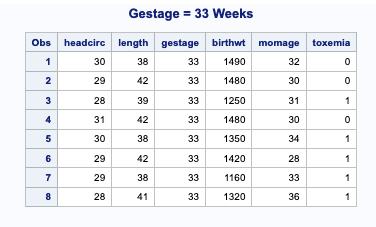 Gestage = 33 Weeks
Obs headcirc length gestage birthwt momage toxemia
1 30 38 33 1490 32 0
2 29 42 33 1480 30 0
3 28 39 33 1250 31 1
4 31 42 33 1480 30 0
5 30 38 33 1350 34 1
6 29 42 33 1420 28 1
7 29 38 33 1160 33 1
8 28 41 33 1320 36 1